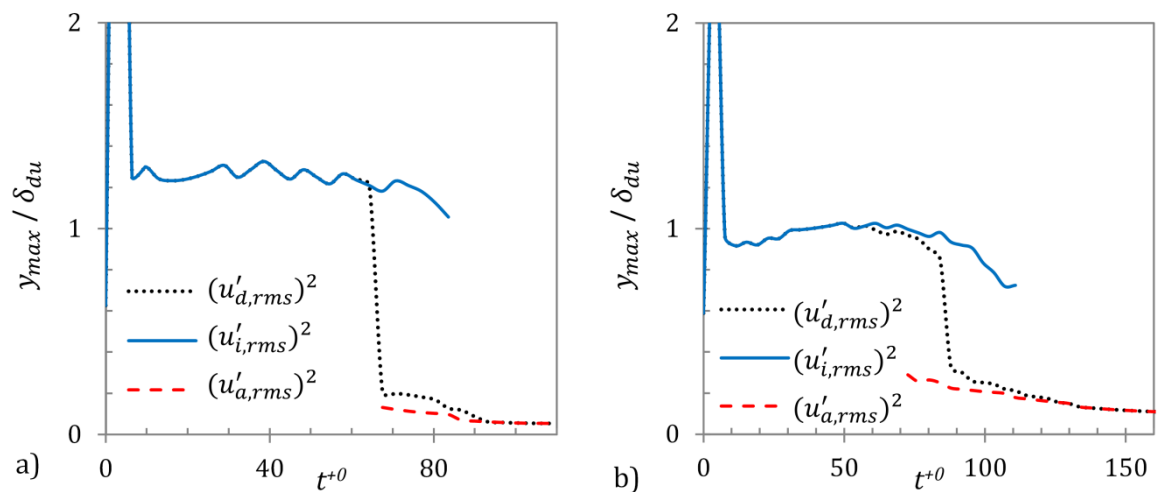 2
1
0
y_max / δ_du
(u′_d,rms)²
(u′_i,rms)²
(u′_a,rms)²
0 40 80
t⁺⁰
a)
2
1
0
y_max / δ_du
(u′_d,rms)²
(u′_i,rms)²
(u′_a,rms)²
0 50 100 150
t⁺⁰
b)